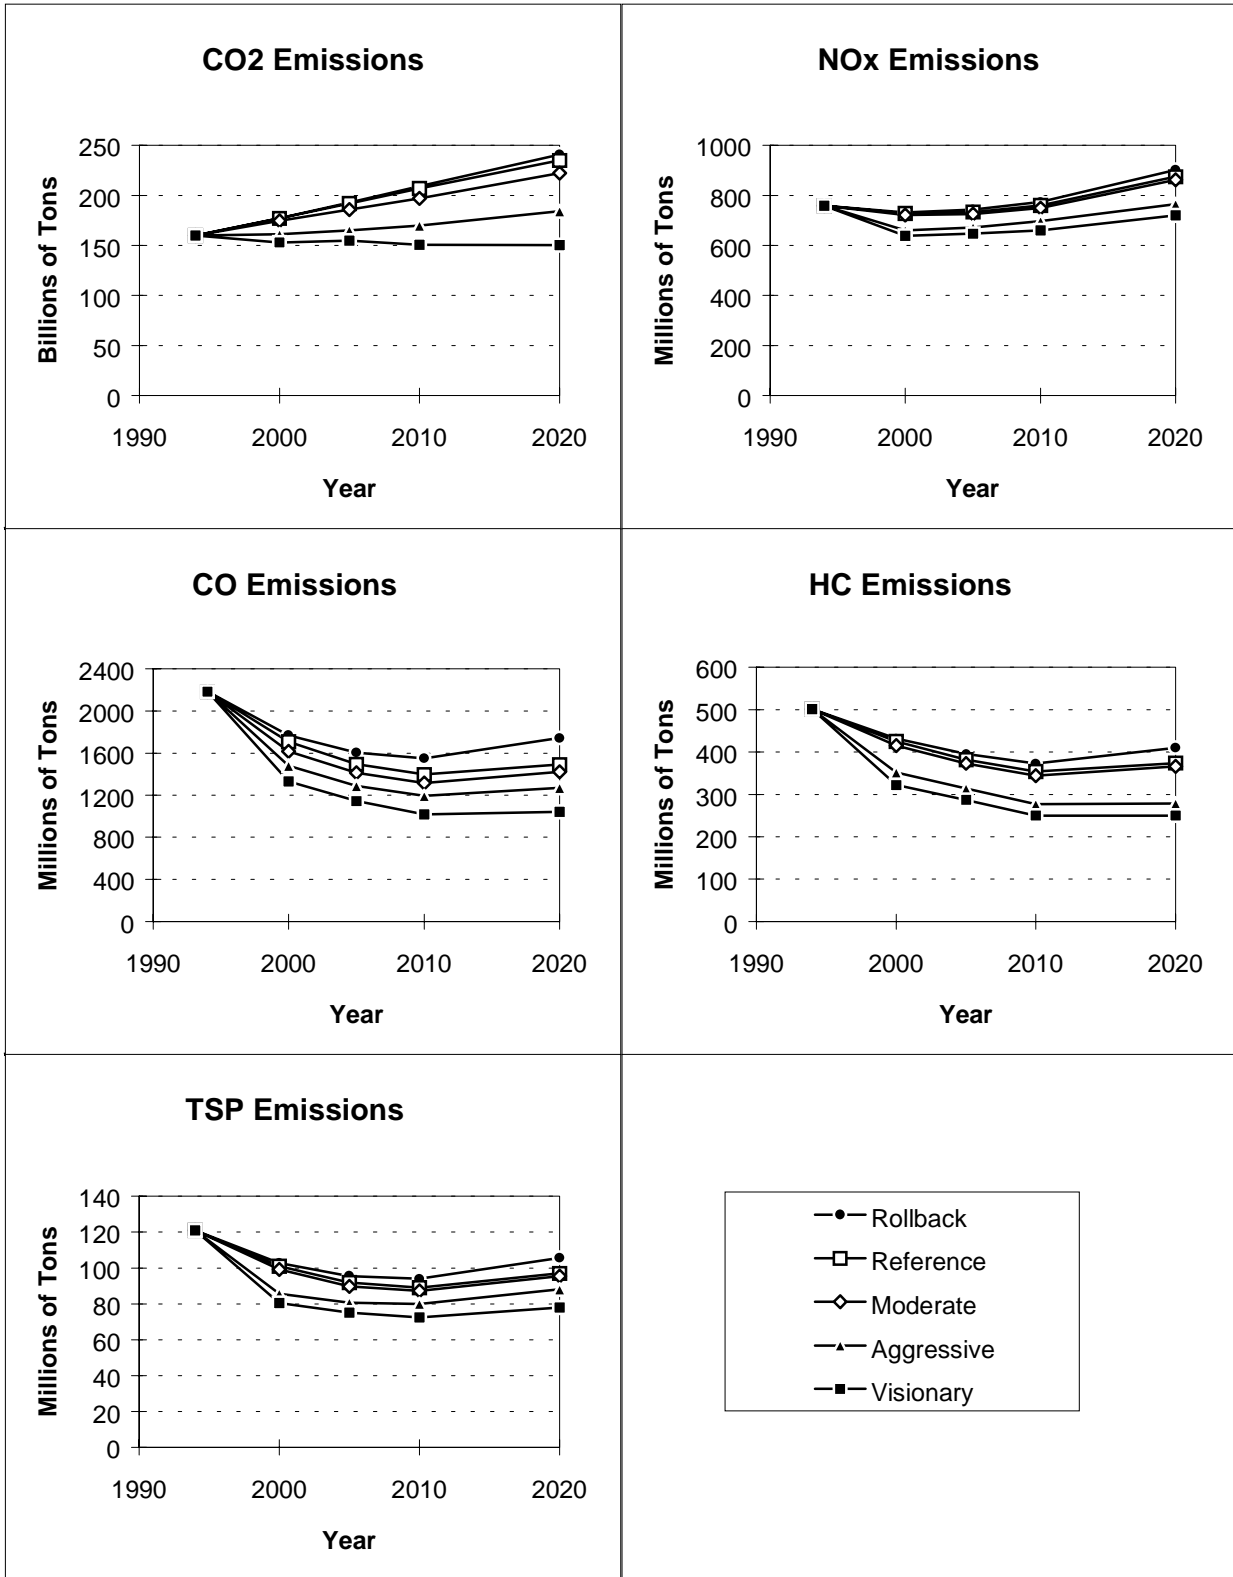 CO2 Emissions
Billions of Tons
250
200
150
100
50
0
1990 2000 2010 2020
Year
NOx Emissions
Millions of Tons
1000
800
600
400
200
0
1990 2000 2010 2020
Year
CO Emissions
Millions of Tons
2400
2000
1600
1200
800
400
0
1990 2000 2010 2020
Year
HC Emissions
Millions of Tons
600
500
400
300
200
100
0
1990 2000 2010 2020
Year
TSP Emissions
Millions of Tons
140
120
100
80
60
40
20
0
1990 2000 2010 2020
Year
Rollback
Reference
Moderate
Aggressive
Visionary